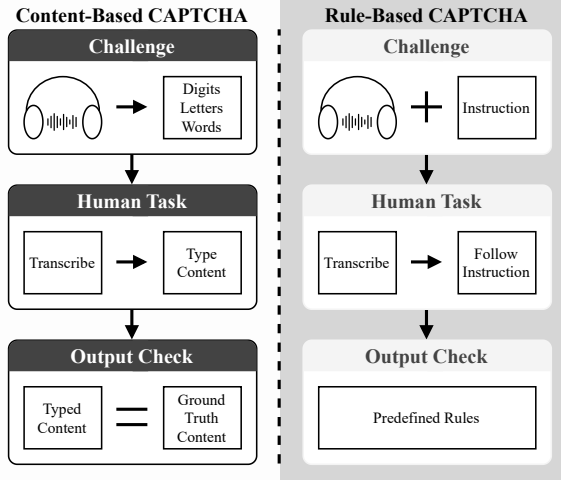 Content-Based CAPTCHA
Challenge
Digits
Letters
Words
Human Task
Transcribe
Type
Content
Output Check
Typed
Content
Ground
Truth
Content
Rule-Based CAPTCHA
Challenge
Instruction
Human Task
Transcribe
Follow
Instruction
Output Check
Predefined Rules